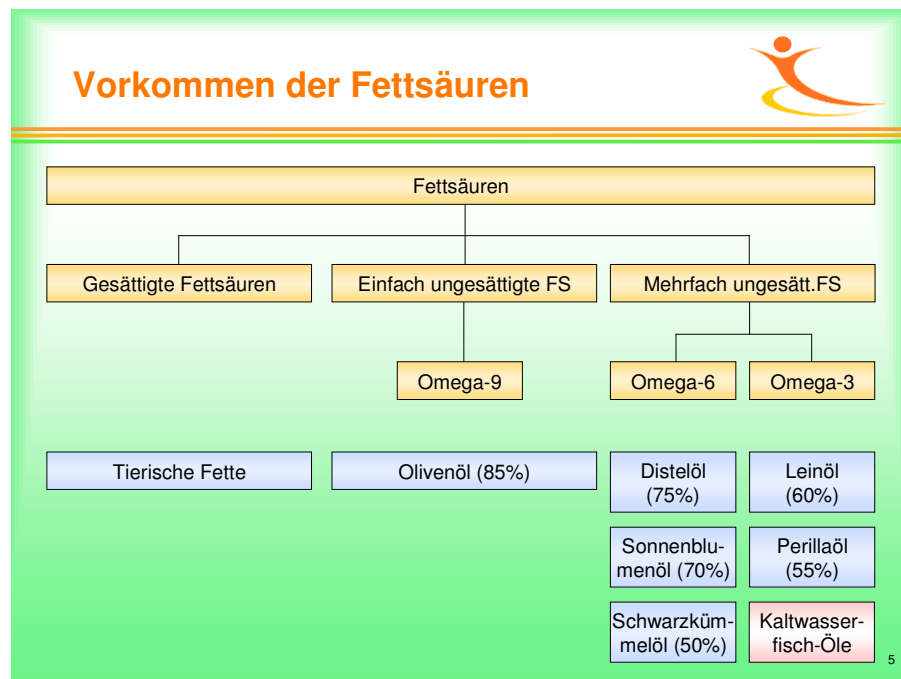 Vorkommen der Fettsäuren
Fettsäuren
Gesättigte Fettsäuren
Einfach ungesättigte FS
Mehrfach ungesätt.FS
Omega-9
Omega-6
Omega-3
Tierische Fette
Olivenöl (85%)
Distelöl
(75%)
Leinöl
(60%)
Sonnenblu-
menöl (70%)
Perillaöl
(55%)
Schwarzküm-
melöl (50%)
Kaltwasser-
fisch-Öle
5